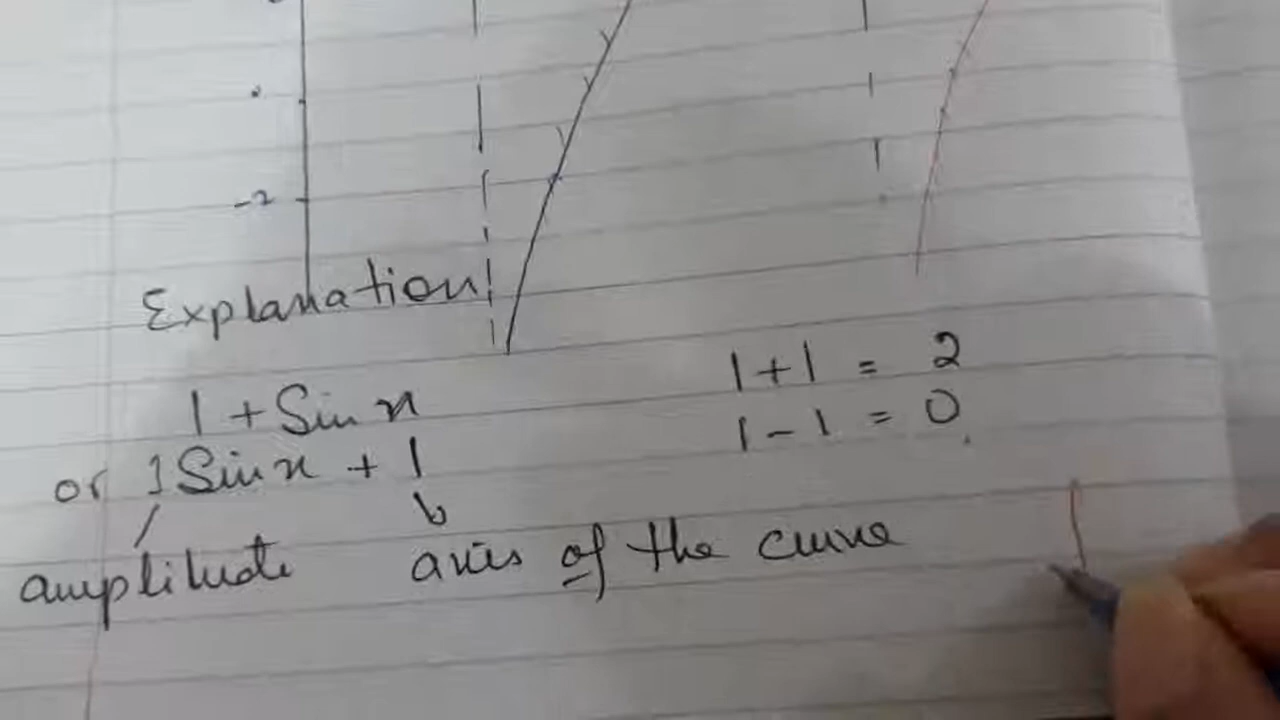 -2
Explanation
1 + Sin x
1+1 = 2
1-1 = 0
or 1 Sin x + 1
amplitude axis of the curve